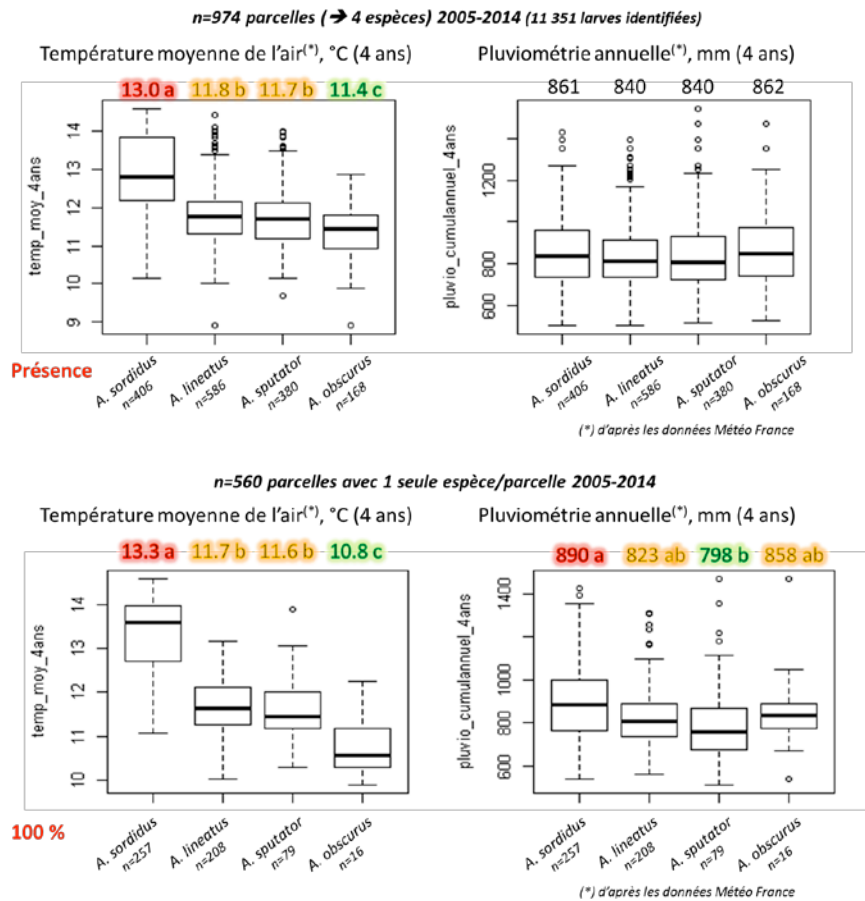 n=974 parcelles (➔ 4 espèces) 2005-2014 (11 351 larves identifiées)
Température moyenne de l'air(*), °C (4 ans)
13.0 a 11.8 b 11.7 b 11.4 c
temp_moy_4ans
14
13
12
11
10
9
A. sordidus n=406
A. lineatus n=586
A. sputator n=380
A. obscurus n=168
Pluviométrie annuelle(*), mm (4 ans)
861 840 840 862
pluvio_cumulannuel_4ans
1200
800
600
A. sordidus n=406
A. lineatus n=586
A. sputator n=380
A. obscurus n=168
Présence
(*) d'après les données Météo France
n=560 parcelles avec 1 seule espèce/parcelle 2005-2014
Température moyenne de l'air(*), °C (4 ans)
13.3 a 11.7 b 11.6 b 10.8 c
temp_moy_4ans
14
13
12
11
10
A. sordidus n=257
A. lineatus n=208
A. sputator n=79
A. obscurus n=16
Pluviométrie annuelle(*), mm (4 ans)
890 a 823 ab 798 b 858 ab
pluvio_cumulannuel_4ans
1400
1000
800
600
A. sordidus n=257
A. lineatus n=208
A. sputator n=79
A. obscurus n=16
100 %
(*) d'après les données Météo France